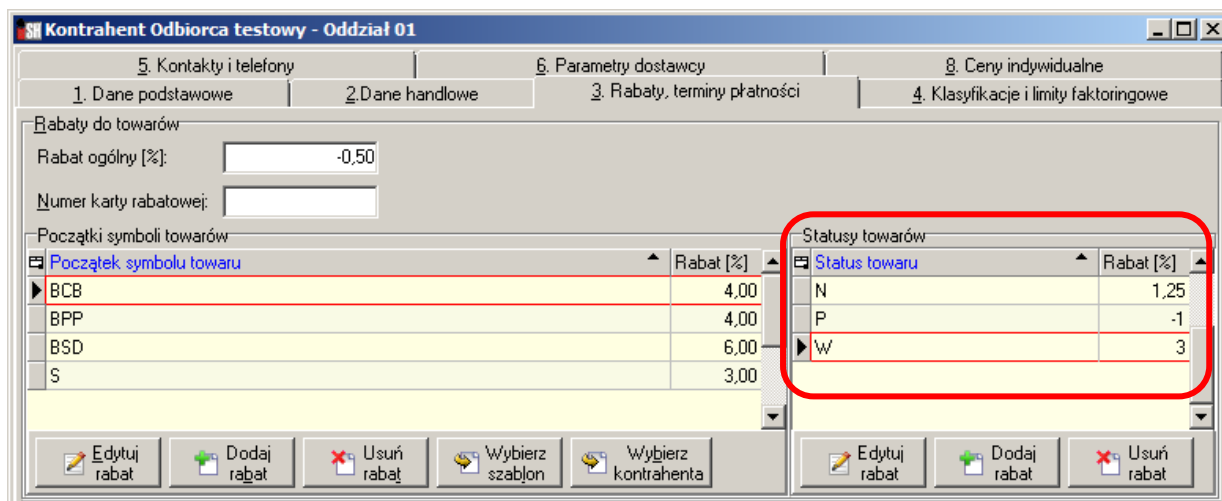 SH Kontrahent Odbiorca testowy - Oddział 01
5. Kontakty i telefony 6. Parametry dostawcy 8. Ceny indywidualne
1. Dane podstawowe 2.Dane handlowe 3. Rabaty, terminy płatności 4. Klasyfikacje i limity faktoringowe
Rabaty do towarów
Rabat ogólny [%]: -0,50
Numer karty rabatowej:
Początki symboli towarów Statusy towarów
Początek symbolu towaru Rabat [%] Status towaru Rabat [%]
BCB 4,00 N 1,25
BPP 4,00 P -1
BSD 6,00 W 3
S 3,00
Edytuj rabat Dodaj rabat Usuń rabat Wybierz szablon Wybierz kontrahenta Edytuj rabat Dodaj rabat Usuń rabat